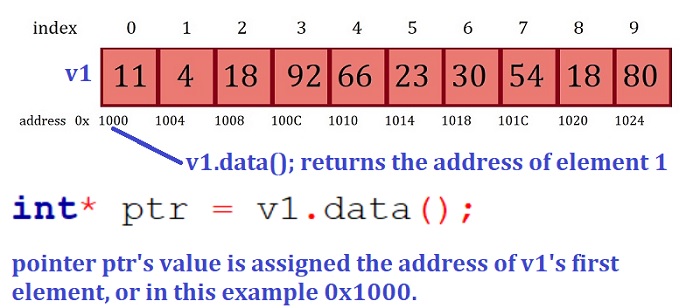 index 0 1 2 3 4 5 6 7 8 9
v1 11 4 18 92 66 23 30 54 18 80
address 0x 1000 1004 1008 100C 1010 1014 1018 101C 1020 1024
v1.data(); returns the address of element 1
int* ptr = v1.data();
pointer ptr's value is assigned the address of v1's first
element, or in this example 0x1000.